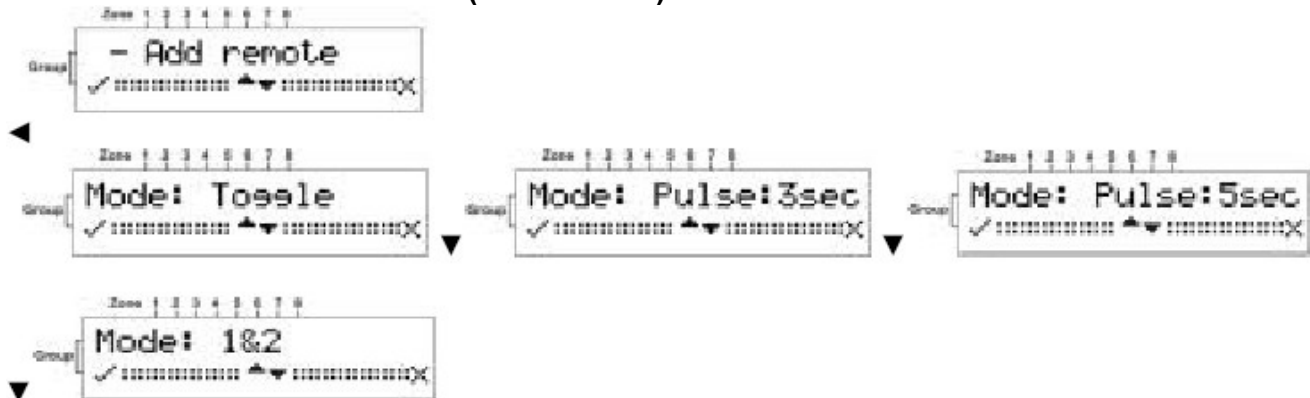 Zone 1 2 3 4 5 6 7 8
- Add remote
Group
Zone 1 2 3 4 5 6 7 8
Mode: Toggle
Group
Zone 1 2 3 4 5 6 7 8
Mode: Pulse:3sec
Group
Zone 1 2 3 4 5 6 7 8
Mode: Pulse:5sec
Group
Zone 1 2 3 4 5 6 7 8
Mode: 1&2
Group